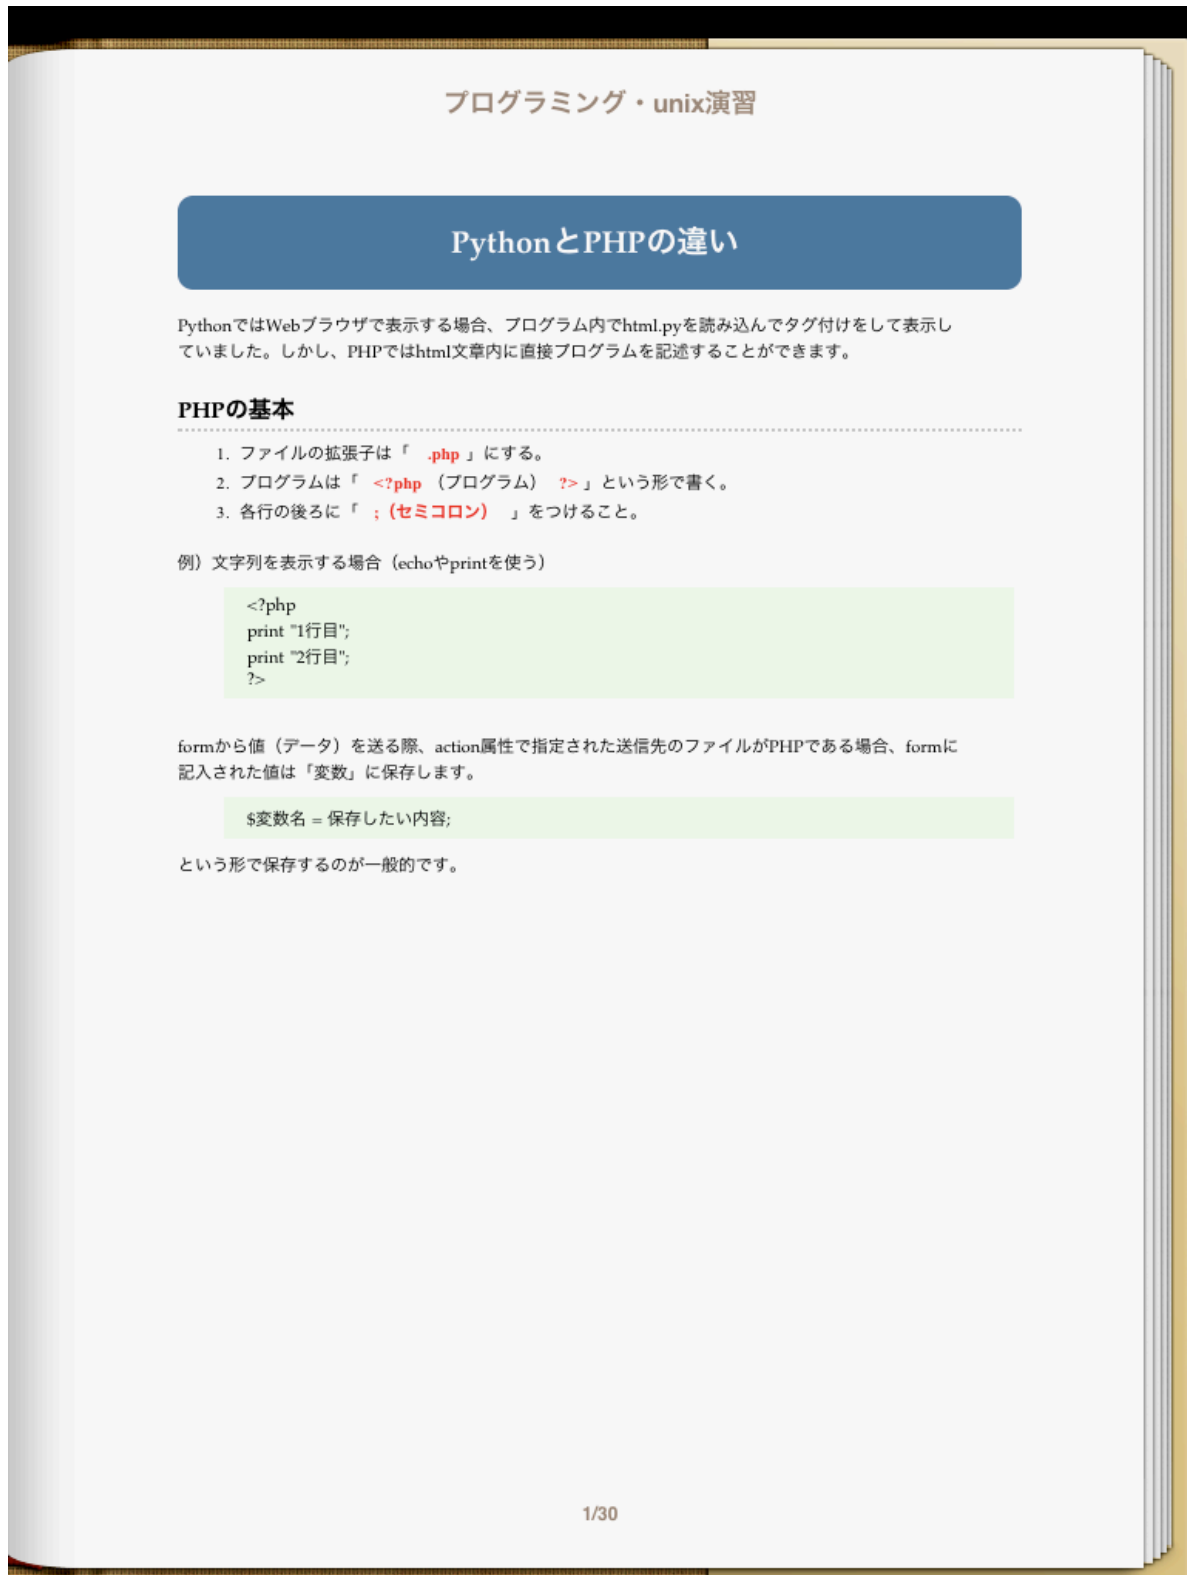 プログラミング・unix演習
PythonとPHPの違い
PythonではWebブラウザで表示する場合、プログラム内でhtml.pyを読み込んでタグ付けをして表示し
ていました。しかし、PHPではhtml文章内に直接プログラムを記述することができます。
PHPの基本
1. ファイルの拡張子は「 .php 」にする。
2. プログラムは「 <?php （プログラム） ?> 」という形で書く。
3. 各行の後ろに「 ;（セミコロン） 」をつけること。
例）文字列を表示する場合（echoやprintを使う）
<?php
print "1行目";
print "2行目";
?>
formから値（データ）を送る際、action属性で指定された送信先のファイルがPHPである場合、formに
記入された値は「変数」に保存します。
$変数名 = 保存したい内容;
という形で保存するのが一般的です。
1/30